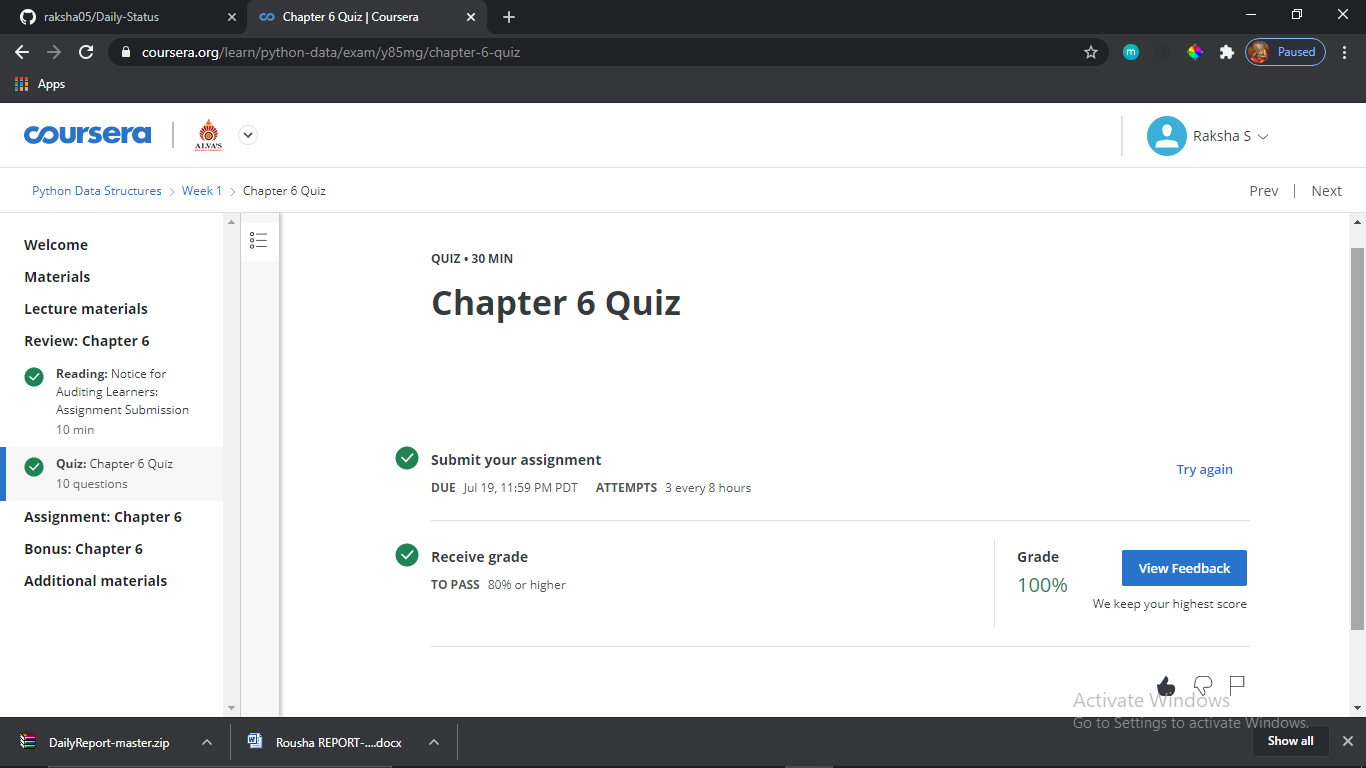 raksha05/Daily-Status
Chapter 6 Quiz | Coursera
coursera.org/learn/python-data/exam/y85mg/chapter-6-quiz
m
Paused
Apps
coursera
ALVA'S
Raksha S
Python Data Structures > Week 1 > Chapter 6 Quiz
Prev | Next
Welcome
Materials
Lecture materials
Review: Chapter 6
Reading: Notice for
Auditing Learners:
Assignment Submission
10 min
Quiz: Chapter 6 Quiz
10 questions
Assignment: Chapter 6
Bonus: Chapter 6
Additional materials
QUIZ • 30 MIN
Chapter 6 Quiz
Submit your assignment
DUE Jul 19, 11:59 PM PDT ATTEMPTS 3 every 8 hours
Try again
Receive grade
TO PASS 80% or higher
Grade
100%
View Feedback
We keep your highest score
Activate Windows
Go to Settings to activate Windows.
DailyReport-master.zip
Rousha REPORT-....docx
Show all